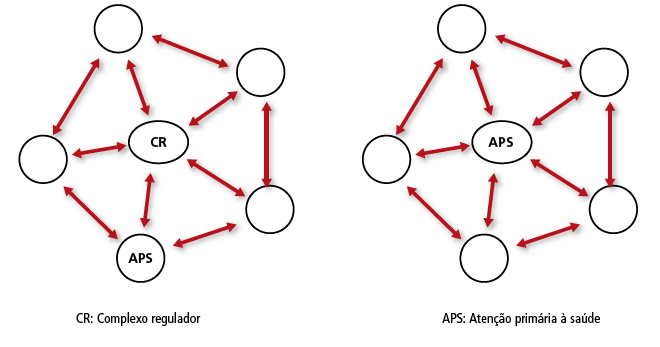 CR
APS
APS
CR: Complexo regulador
APS: Atenção primária à saúde